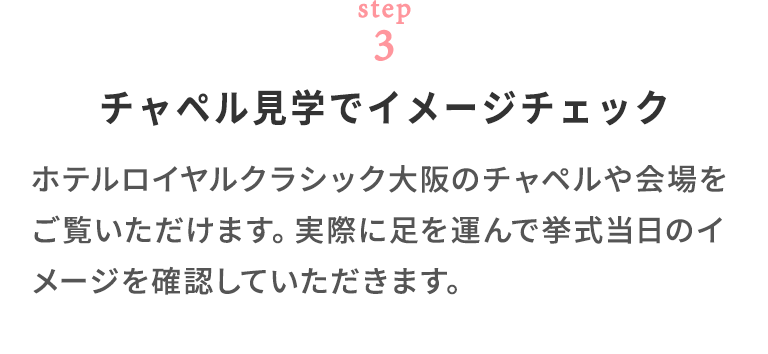 step
3
チャペル見学でイメージチェック
ホテルロイヤルクラシック大阪のチャペルや会場を
ご覧いただけます。実際に足を運んで挙式当日のイ
メージを確認していただきます。